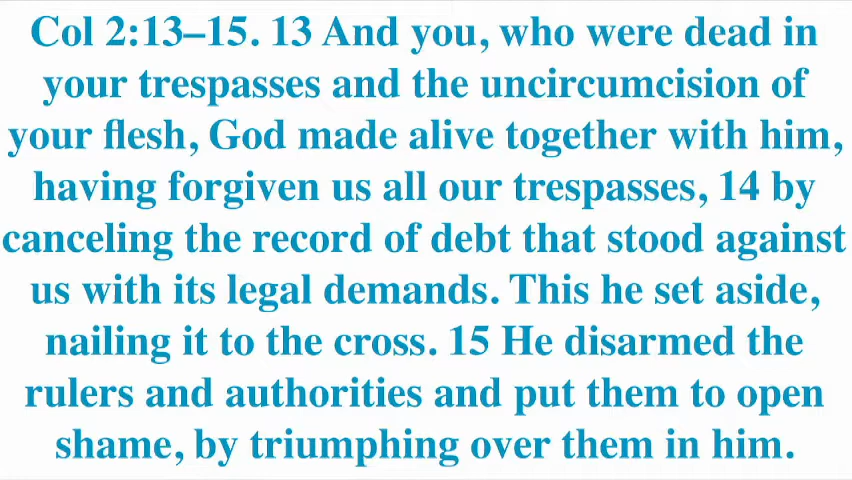 Col 2:13–15. 13 And you, who were dead in
your trespasses and the uncircumcision of
your flesh, God made alive together with him,
having forgiven us all our trespasses, 14 by
canceling the record of debt that stood against
us with its legal demands. This he set aside,
nailing it to the cross. 15 He disarmed the
rulers and authorities and put them to open
shame, by triumphing over them in him.